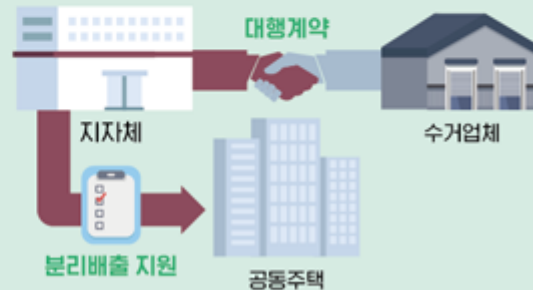 대행계약
지자체
수거업체
분리배출 지원
공동주택